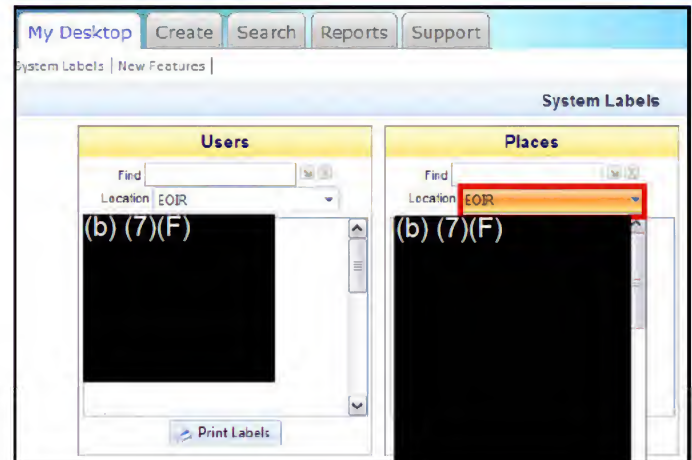 My Desktop Create Search Reports Support
System Labels | New Features |
System Labels
Users
Find
Location EOIR
(b) (7)(F)
Print Labels
Places
Find
Location EOIR
(b) (7)(F)